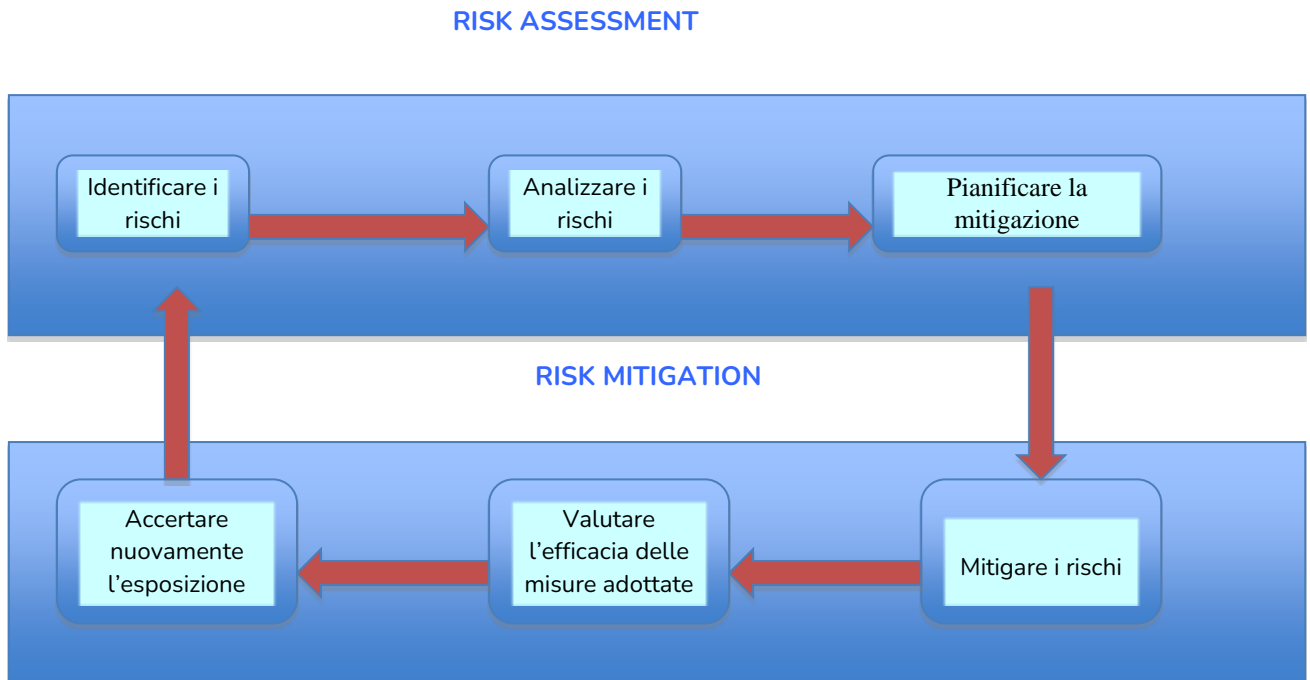 RISK ASSESSMENT
Identificare i
rischi
Analizzare i
rischi
Pianificare la
mitigazione
RISK MITIGATION
Accertare
nuovamente
l’esposizione
Valutare
l’efficacia delle
misure adottate
Mitigare i rischi